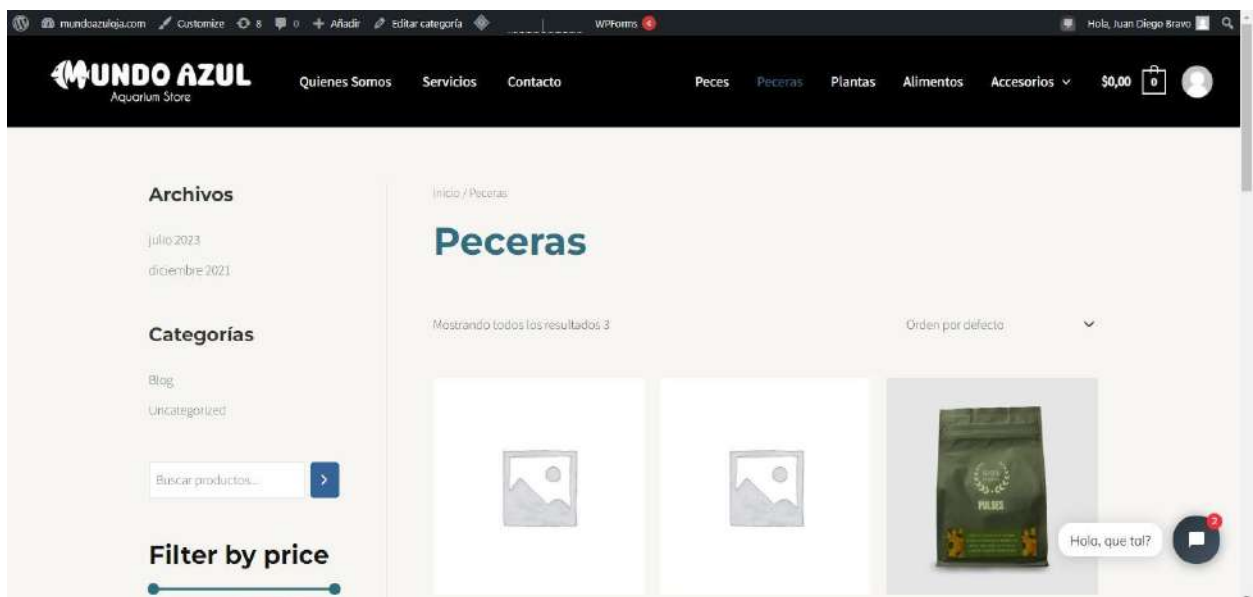 mundoazuloja.com Customize 8 0 Añadir Editar categoría WPForms 4 Hola, Juan Diego Bravo
MUNDO AZUL
Aquarium Store
Quienes Somos Servicios Contacto Peces Peceras Plantas Alimentos Accesorios $0,00 0
Archivos
julio 2023
diciembre 2021
Categorías
Blog
Uncategorized
Buscar productos...
Filter by price
Inicio / Peceras
Peceras
Mostrando todos los resultados 3
Orden por defecto
PULSES
Hola, que tal?
2